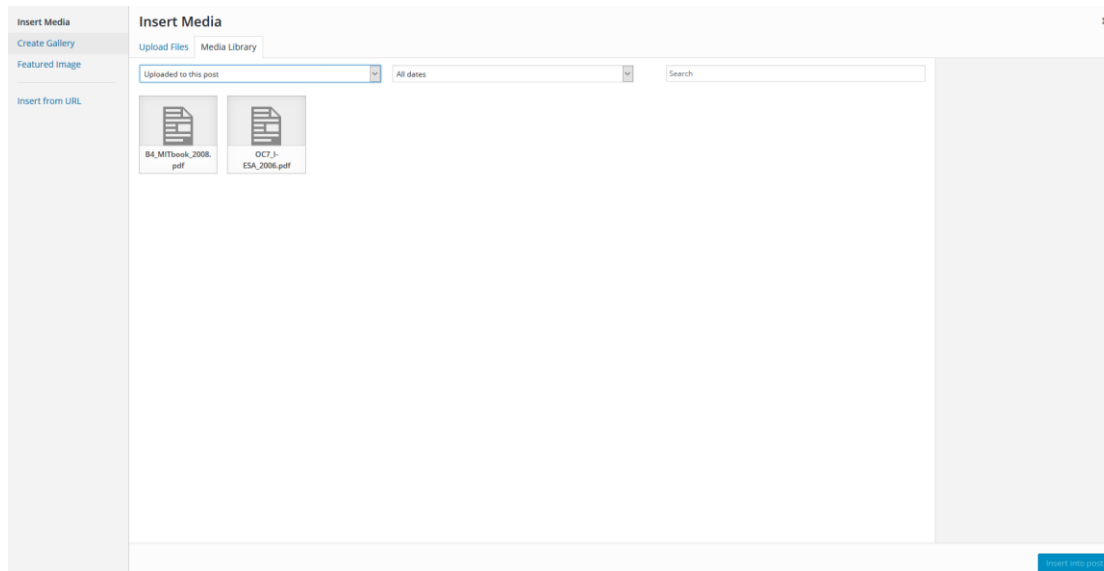 Insert Media
Create Gallery
Featured Image
Insert from URL
Insert Media
Upload Files Media Library
Uploaded to this post All dates Search
B4_MITbook_2008.
pdf
OC7_I-
ESA_2006.pdf
Insert into post